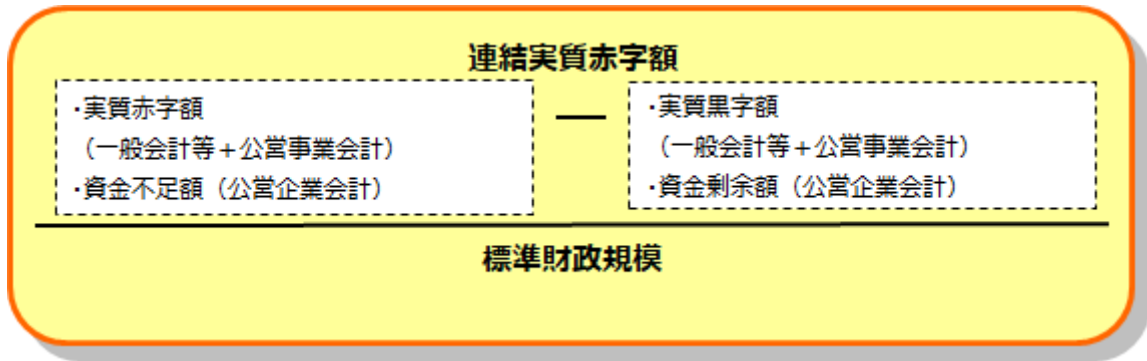 連結実質赤字額
・実質赤字額
（一般会計等＋公営事業会計）
・資金不足額（公営企業会計）
―
・実質黒字額
（一般会計等＋公営事業会計）
・資金剰余額（公営企業会計）
標準財政規模